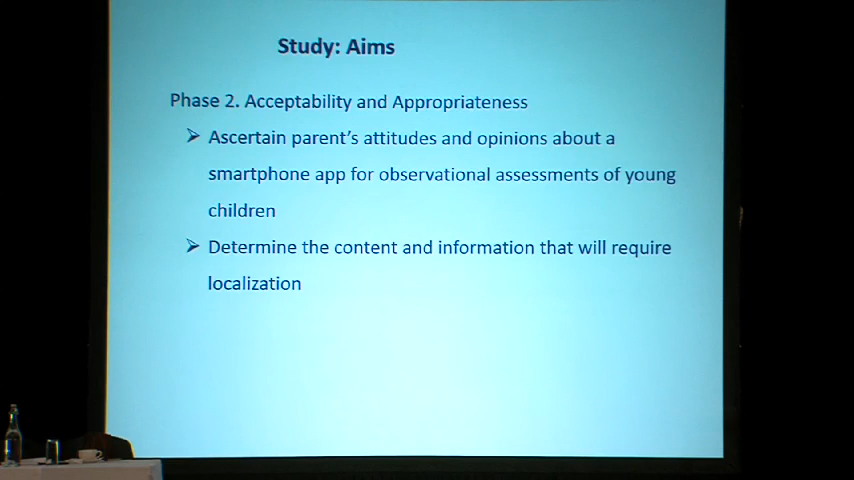 Study: Aims
Phase 2. Acceptability and Appropriateness
➢ Ascertain parent's attitudes and opinions about a
smartphone app for observational assessments of young
children
➢ Determine the content and information that will require
localization